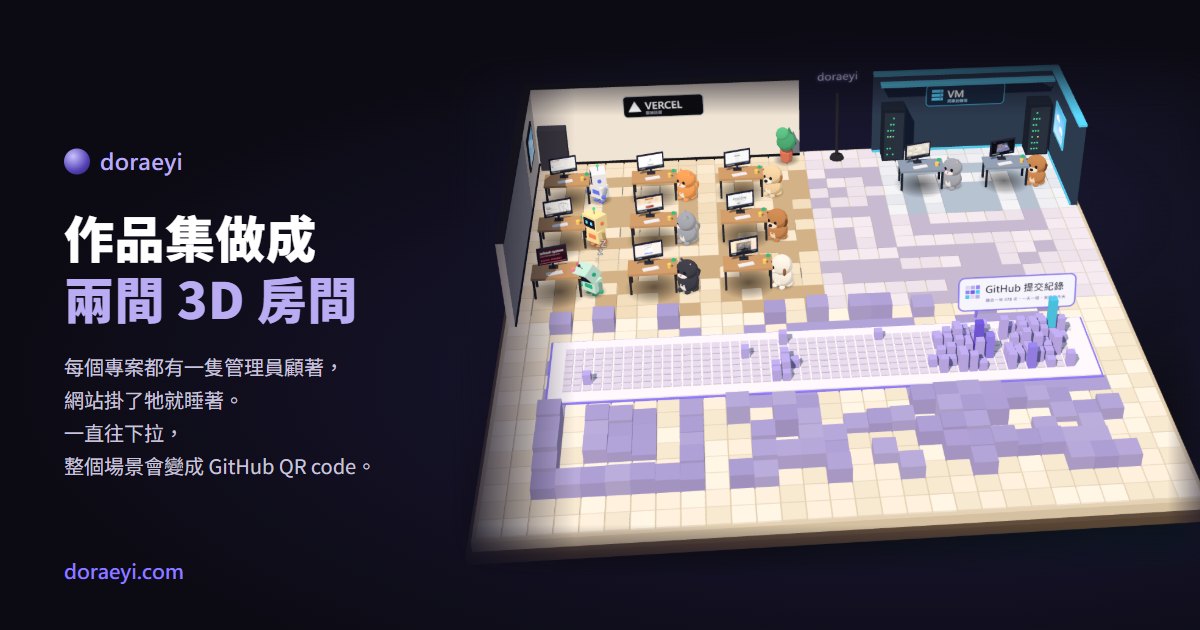 doraeyi
作品集做成
兩間 3D 房間
每個專案都有一隻管理員顧著，
網站掛了牠就睡著。
一直往下拉，
整個場景會變成 GitHub QR code。
doraeyi.com
VERCEL
doraeyi
VM
GitHub 提交紀錄